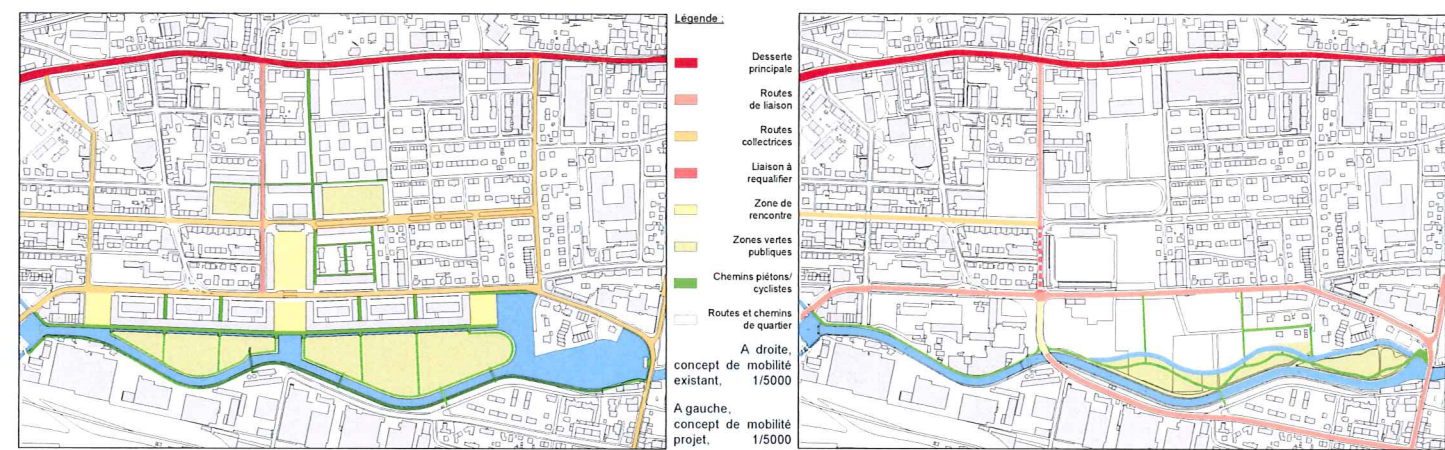 Légende :
Desserte
principale
Routes
de liaison
Routes
collectrices
Liaison à
requalifier
Zone de
rencontre
Zones vertes
publiques
Chemins piétons/
cyclistes
Routes et chemins
de quartier
A droite,
concept de mobilité
existant, 1/5000
A gauche,
concept de mobilité
projet, 1/5000